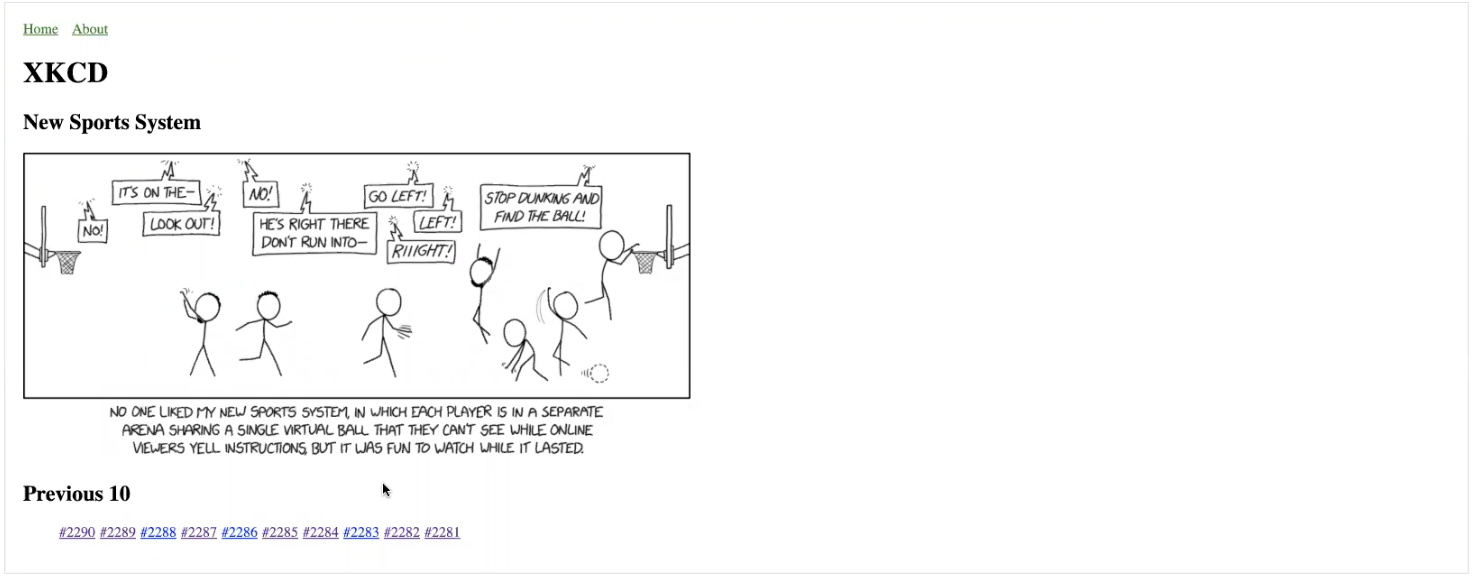 Home About
XKCD
New Sports System
NO!
IT'S ON THE—
LOOK OUT!
NO!
HE'S RIGHT THERE
DON'T RUN INTO—
GO LEFT!
LEFT!
RIIIGHT!
STOP DUNKING AND
FIND THE BALL!
NO ONE LIKED MY NEW SPORTS SYSTEM, IN WHICH EACH PLAYER IS IN A SEPARATE
ARENA SHARING A SINGLE VIRTUAL BALL THAT THEY CAN'T SEE WHILE ONLINE
VIEWERS YELL INSTRUCTIONS, BUT IT WAS FUN TO WATCH WHILE IT LASTED.
Previous 10
#2290 #2289 #2288 #2287 #2286 #2285 #2284 #2283 #2282 #2281